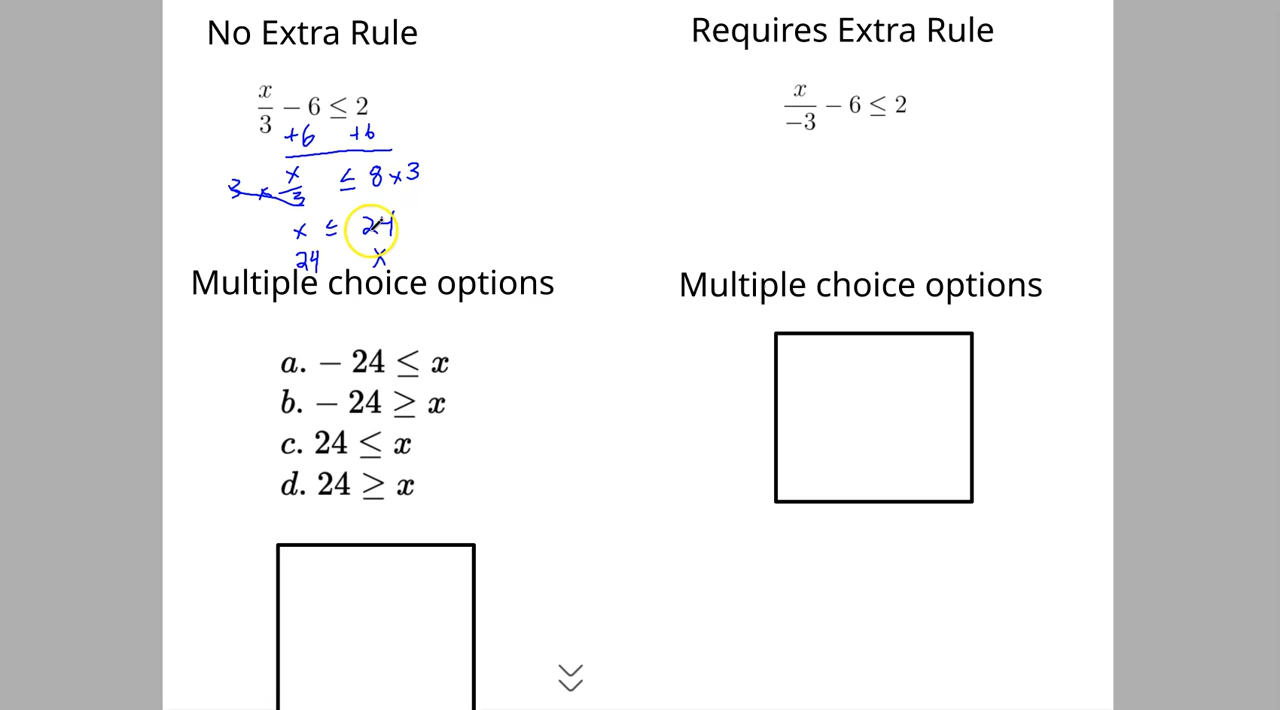 No Extra Rule
x/3 − 6 ≤ 2
+6 +6
3 × x/3 ≤ 8 × 3
x ≤ 24
24 x
Multiple choice options
a. − 24 ≤ x
b. − 24 ≥ x
c. 24 ≤ x
d. 24 ≥ x
Requires Extra Rule
x/−3 − 6 ≤ 2
Multiple choice options